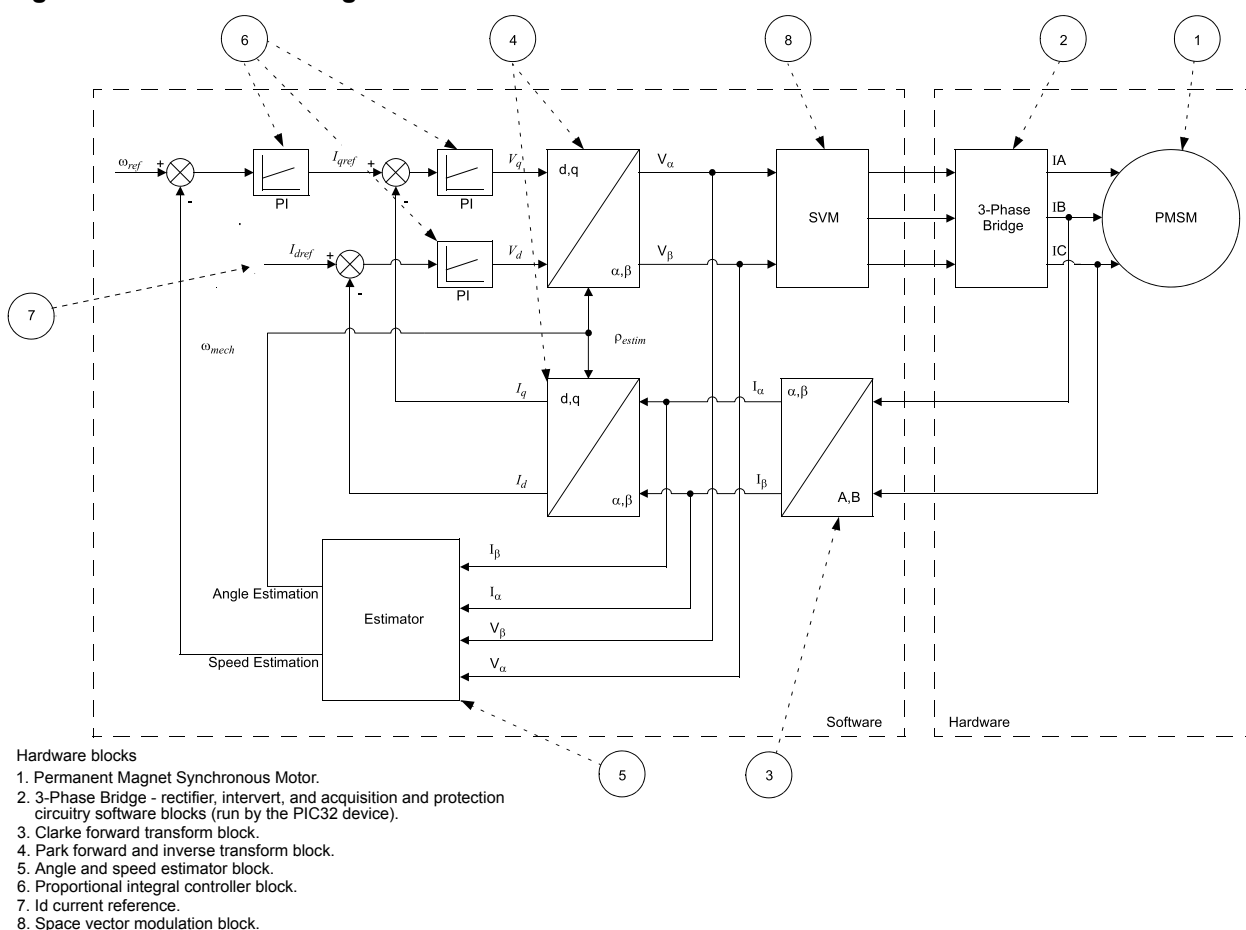 6
4
8
2
1
ω ref
+
Iqref
+
Vq
d,q
Vα
IA
PI
PI
SVM
3-Phase
Bridge
IB
PMSM
-
-
Idref
+
Vd
α,β
Vβ
IC
PI
-
7
ωmech
ρestim
Iq
d,q
Iα
α,β
Id
α,β
Iβ
A,B
Iβ
Angle Estimation
Iα
Estimator
Vβ
Speed Estimation
Vα
Software
Hardware
5
3
Hardware blocks
1. Permanent Magnet Synchronous Motor.
2. 3-Phase Bridge - rectifier, intervert, and acquisition and protection
circuitry software blocks (run by the PIC32 device).
3. Clarke forward transform block.
4. Park forward and inverse transform block.
5. Angle and speed estimator block.
6. Proportional integral controller block.
7. Id current reference.
8. Space vector modulation block.